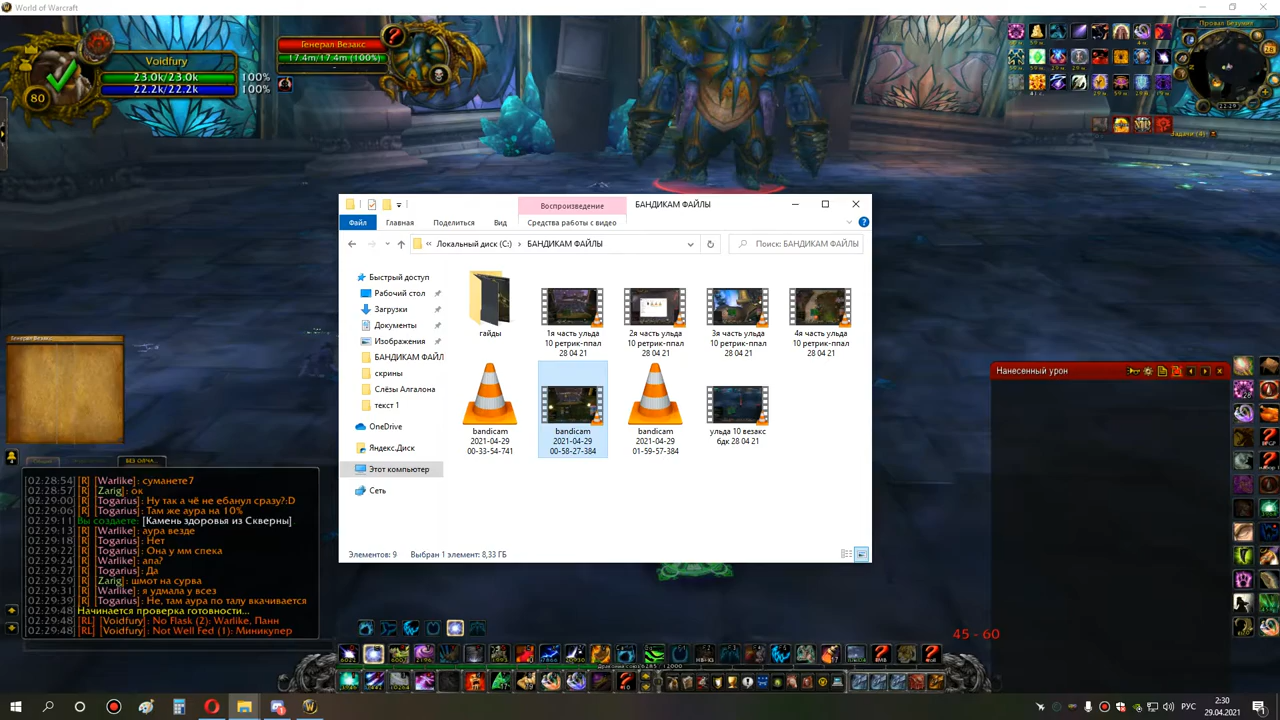 World of Warcraft
Voidfury
23.0k/23.0k 100%
22.2k/22.2k 100%
80
Генерал Везакс
17.4m/17.4m (100%)
Провал Безумия
28
22:29
Задачи (4)
Воспроизведение
БАНДИКАМ ФАЙЛЫ
Файл
Главная
Поделиться
Вид
Средства работы с видео
Локальный диск (C:)
БАНДИКАМ ФАЙЛЫ
Поиск: БАНДИКАМ ФАЙЛЫ
Быстрый доступ
Рабочий стол
Загрузки
Документы
Изображения
БАНДИКАМ ФАЙЛ
скрины
Слёзы Алгалона
текст 1
OneDrive
Яндекс.Диск
Этот компьютер
Сеть
гайды
1я часть ульда
10 ретрик-ппал
28 04 21
2я часть ульда
10 ретрик-ппал
28 04 21
3я часть ульда
10 ретрик-ппал
28 04 21
4я часть ульда
10 ретрик-ппал
28 04 21
bandicam
2021-04-29
00-33-54-741
bandicam
2021-04-29
00-58-27-384
bandicam
2021-04-29
01-59-57-384
ульда 10 везакс
бдк 28 04 21
Элементов: 9
Выбран 1 элемент: 8,33 ГБ
Генерал Везакс
Нанесенный урон
02:28:54 [R] [Warlike]: суманете7
02:28:57 [R] [Zarig]: ок
02:29:00 [R] [Togarius]: Ну так а чё не ебанул сразу?:D
02:29:06 [R] [Togarius]: Там же аура на 10%
02:29:11 Вы создаете: [Камень здоровья из Скверны]
02:29:13 [R] [Warlike]: аура везде
02:29:18 [R] [Togarius]: Нет
02:29:22 [R] [Togarius]: Она у мм спека
02:29:24 [R] [Warlike]: апа?
02:29:27 [R] [Togarius]: Да
02:29:29 [R] [Zarig]: шмот на сурва
02:29:31 [R] [Warlike]: я удмала у всез
02:29:39 [R] [Togarius]: Не, там аура по талу вкачивается
02:29:48 Начинается проверка готовности...
02:29:48 [RL] [Voidfury]: No Flask (2): Warlike, Панн
02:29:48 [RL] [Voidfury]: Not Well Fed (1): Миникупер
45 - 60
РУС
2:30
29.04.2021